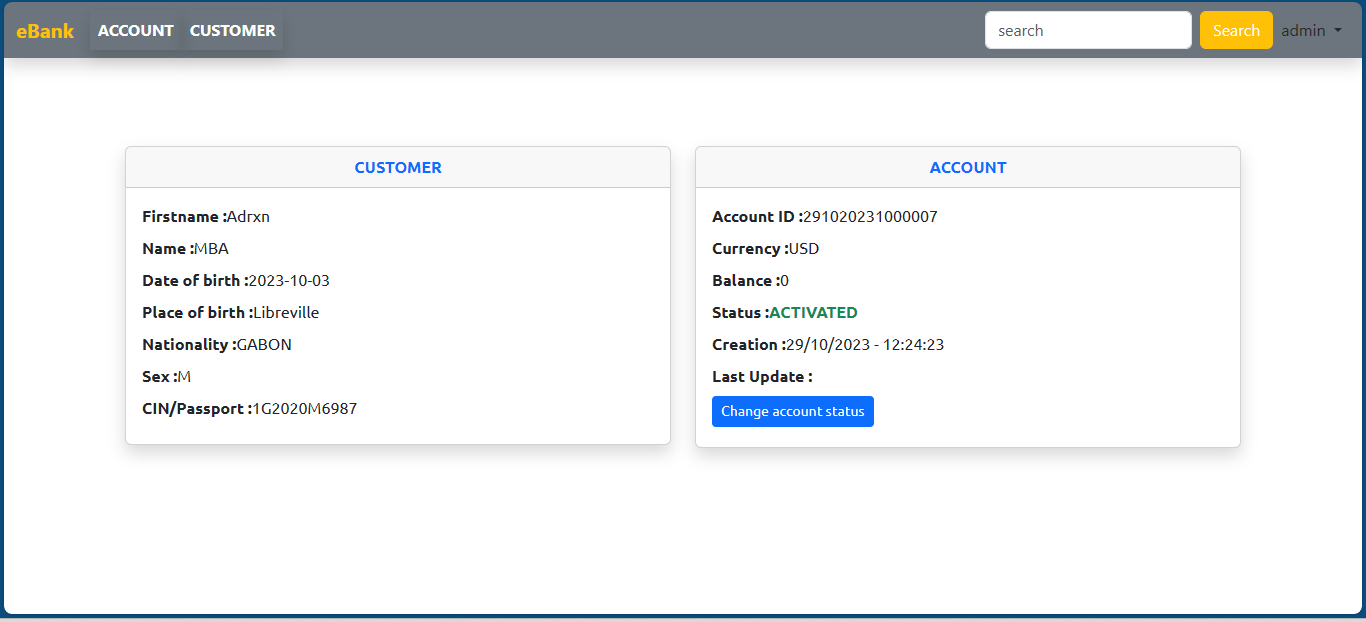 eBank ACCOUNT CUSTOMER search Search admin
CUSTOMER
Firstname :Adrxn
Name :MBA
Date of birth :2023-10-03
Place of birth :Libreville
Nationality :GABON
Sex :M
CIN/Passport :1G2020M6987
ACCOUNT
Account ID :291020231000007
Currency :USD
Balance :0
Status :ACTIVATED
Creation :29/10/2023 - 12:24:23
Last Update :
Change account status